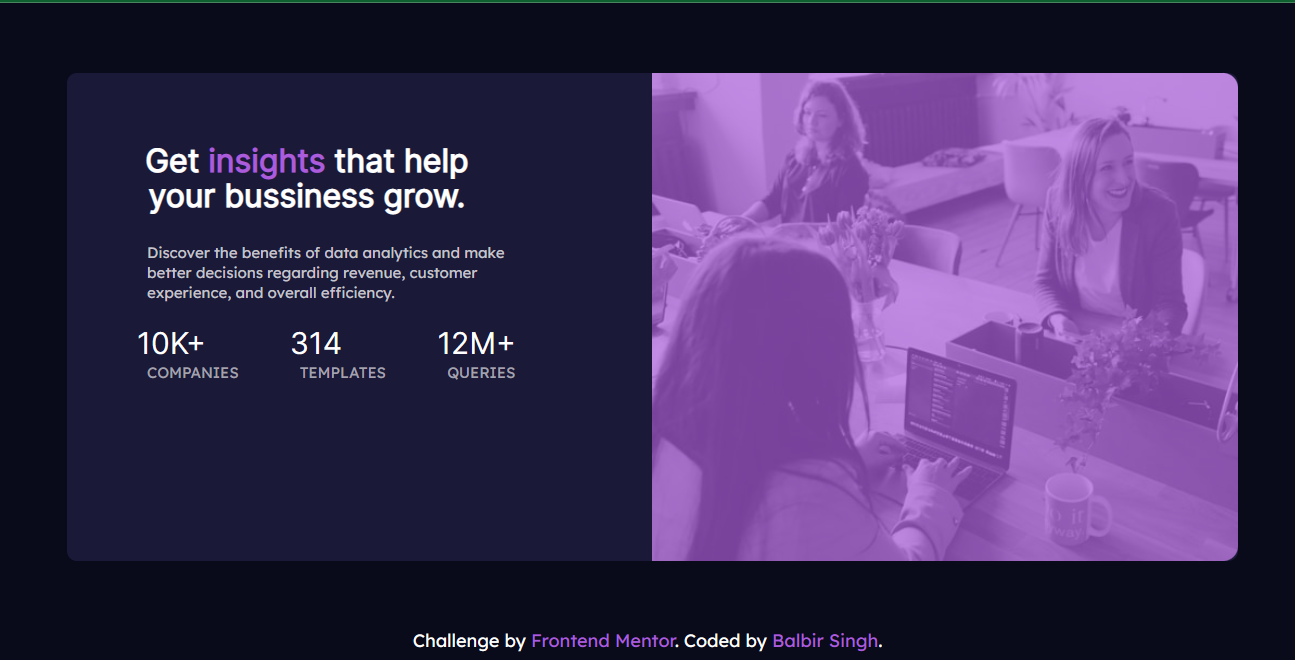 Get insights that help
your bussiness grow.
Discover the benefits of data analytics and make
better decisions regarding revenue, customer
experience, and overall efficiency.
10K+ 314 12M+
COMPANIES TEMPLATES QUERIES
Challenge by Frontend Mentor. Coded by Balbir Singh.